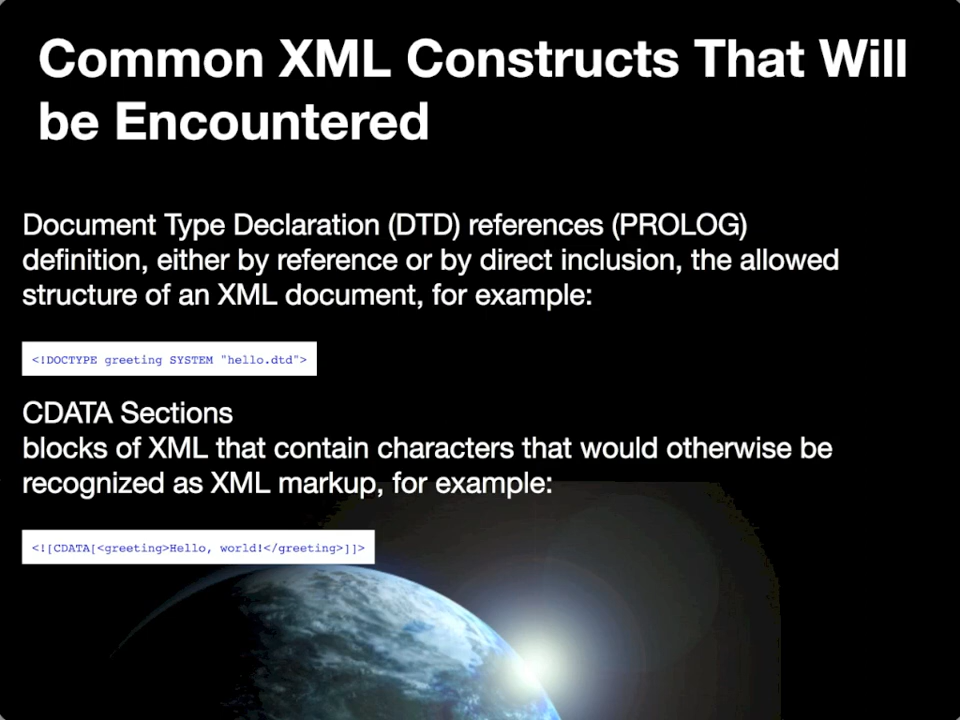 Common XML Constructs That Will
be Encountered
Document Type Declaration (DTD) references (PROLOG)
definition, either by reference or by direct inclusion, the allowed
structure of an XML document, for example:
<!DOCTYPE greeting SYSTEM "hello.dtd">
CDATA Sections
blocks of XML that contain characters that would otherwise be
recognized as XML markup, for example:
<![CDATA[<greeting>Hello, world!</greeting>]]>